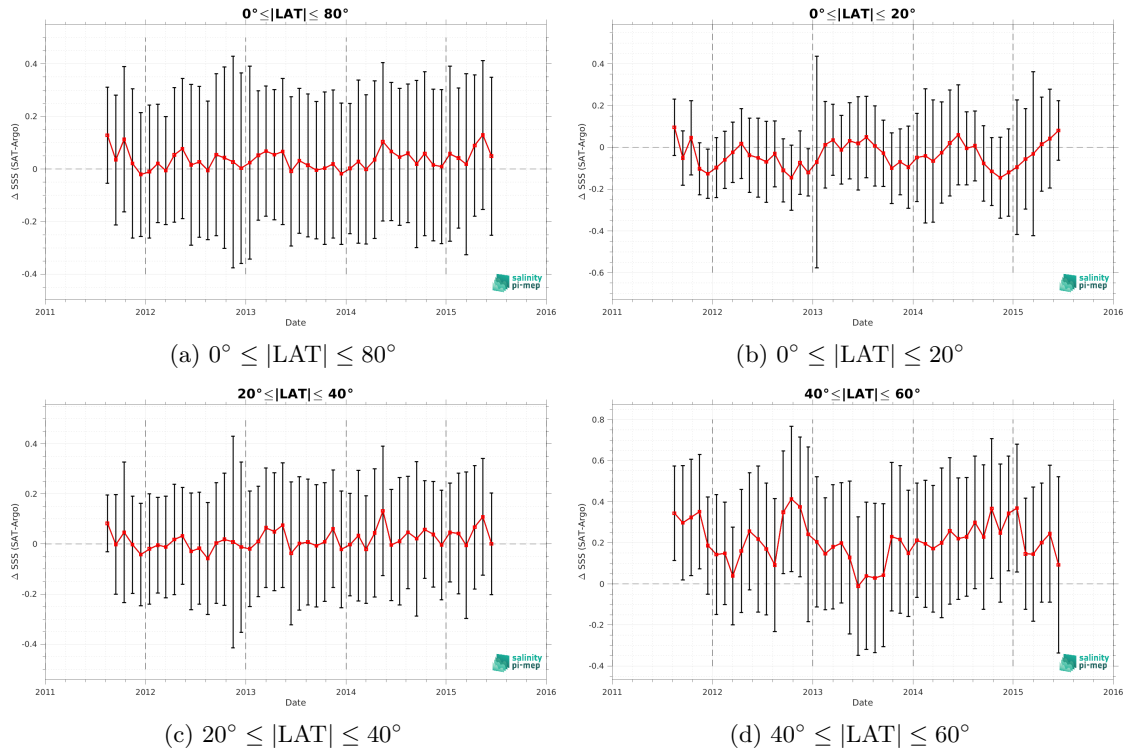 0°≤|LAT|≤ 80°
Δ SSS (SAT-Argo)
0.4
0.2
0
-0.2
-0.4
2011 2012 2013 2014 2015 2016
Date
salinity
pi-mep
(a) 0° ≤ |LAT| ≤ 80°
0°≤|LAT|≤ 20°
Δ SSS (SAT-Argo)
0.4
0.2
0
-0.2
-0.4
-0.6
2011 2012 2013 2014 2015 2016
Date
salinity
pi-mep
(b) 0° ≤ |LAT| ≤ 20°
20°≤|LAT|≤ 40°
Δ SSS (SAT-Argo)
0.4
0.2
0
-0.2
-0.4
2011 2012 2013 2014 2015 2016
Date
salinity
pi-mep
(c) 20° ≤ |LAT| ≤ 40°
40°≤|LAT|≤ 60°
Δ SSS (SAT-Argo)
0.8
0.6
0.4
0.2
0
-0.2
-0.4
2011 2012 2013 2014 2015 2016
Date
salinity
pi-mep
(d) 40° ≤ |LAT| ≤ 60°